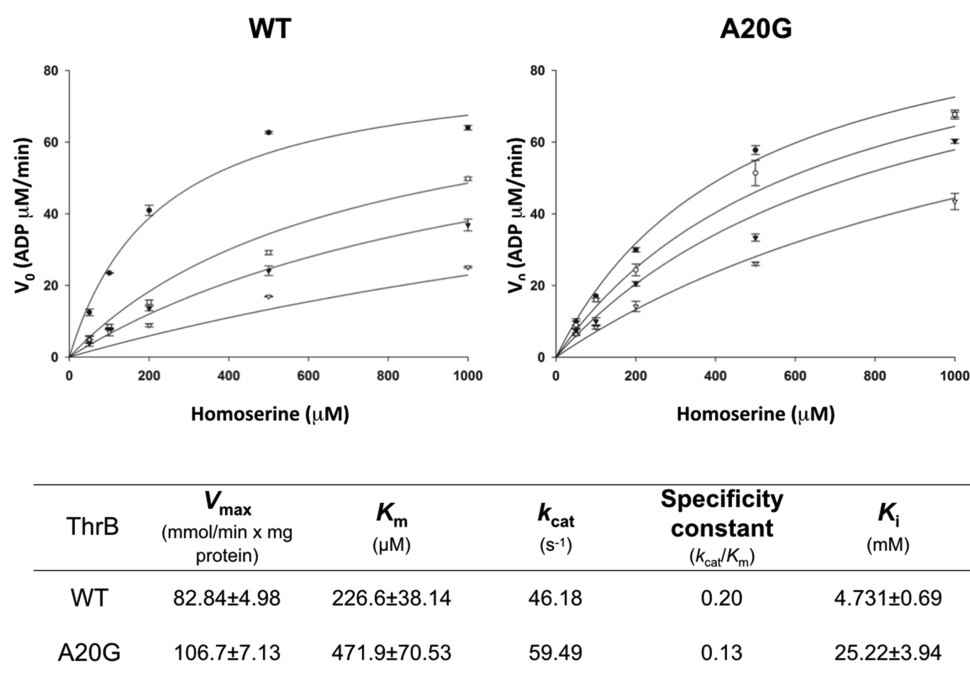 WT
A20G
80
60
40
20
0
V0 (ADP μM/min)
0
200
400
600
800
1000
Homoserine (μM)
80
60
40
20
0
Vn (ADP μM/min)
0
200
400
600
800
1000
Homoserine (μM)
ThrB
Vmax
(mmol/min x mg
protein)
Km
(μM)
kcat
(s-1)
Specificity
constant
(kcat/Km)
Ki
(mM)
WT 82.84±4.98 226.6±38.14 46.18 0.20 4.731±0.69
A20G 106.7±7.13 471.9±70.53 59.49 0.13 25.22±3.94